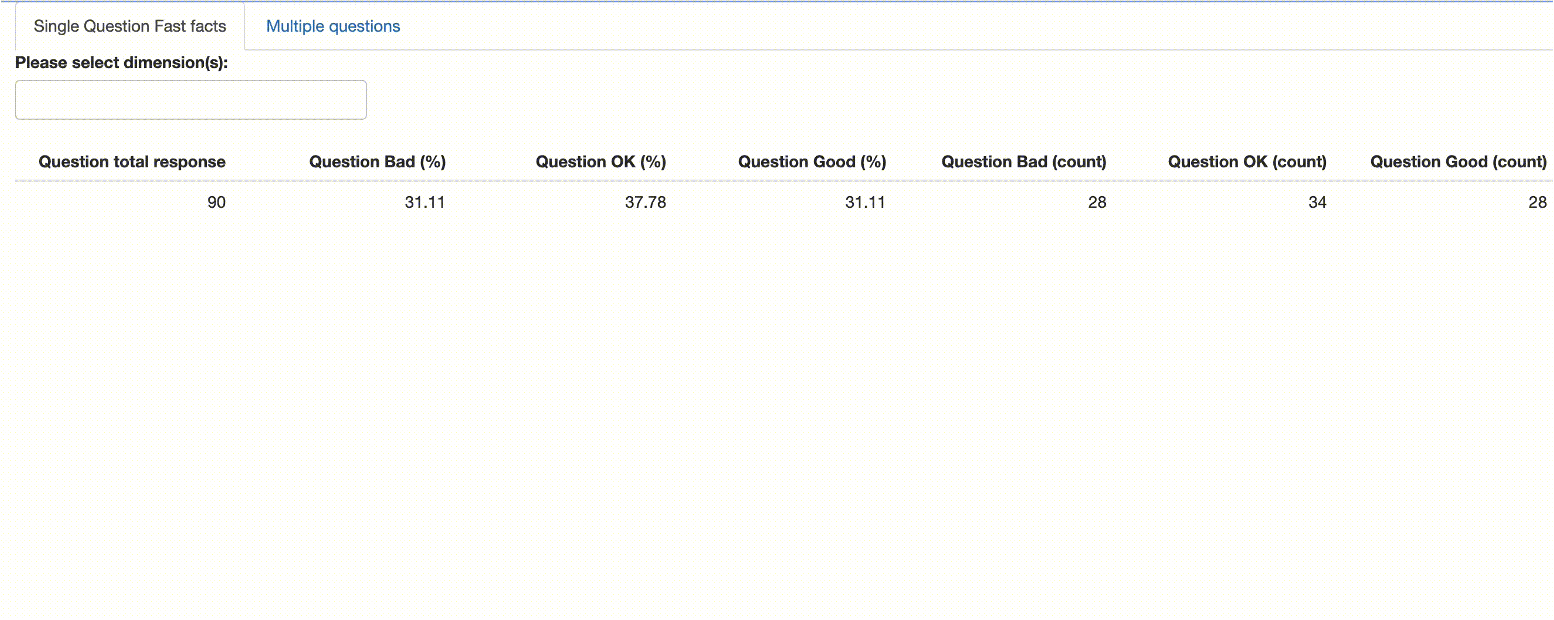 Single Question Fast facts Multiple questions
Please select dimension(s):
Question total response Question Bad (%) Question OK (%) Question Good (%) Question Bad (count) Question OK (count) Question Good (count)
90 31.11 37.78 31.11 28 34 28